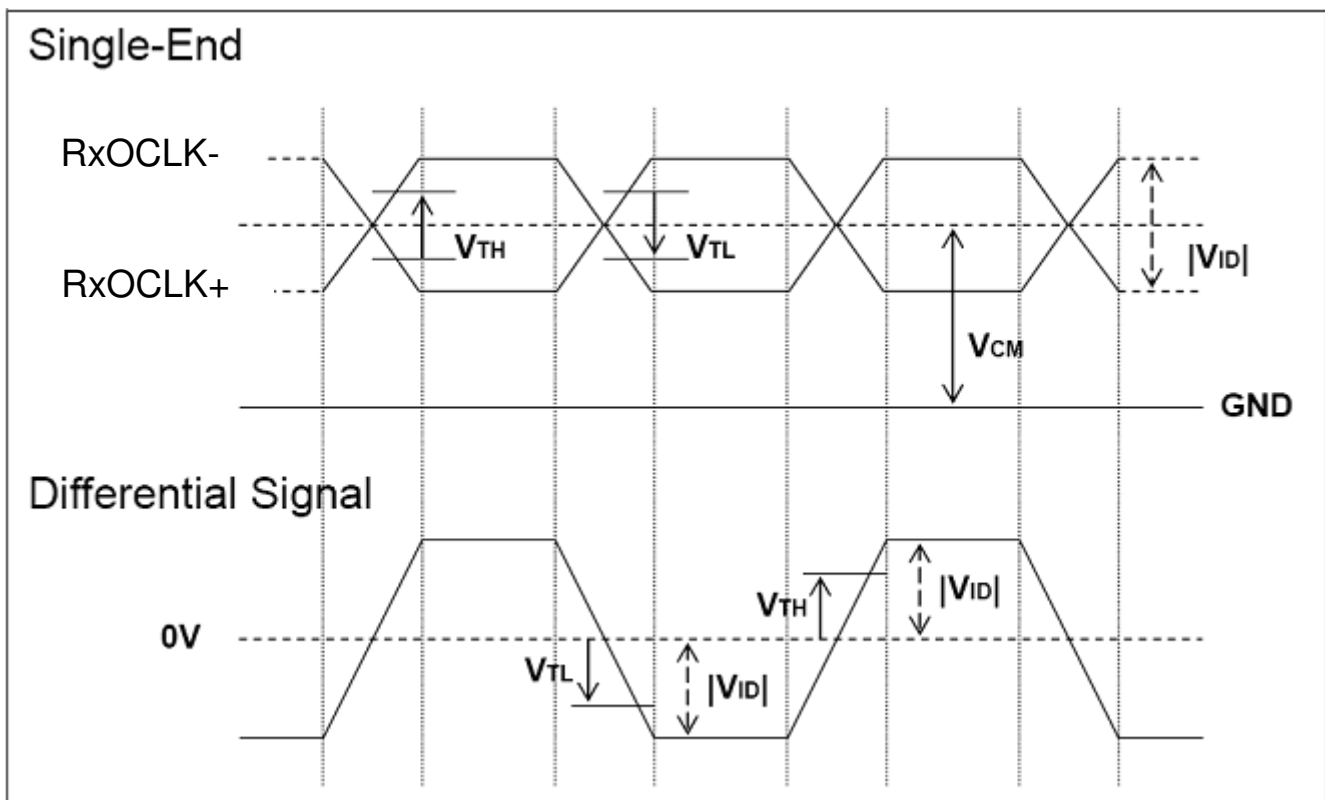 Single-End
RxOCLK-
VTH
VTL
|VID|
RxOCLK+
VCM
GND
Differential Signal
VTH
|VID|
0V
VTL
|VID|